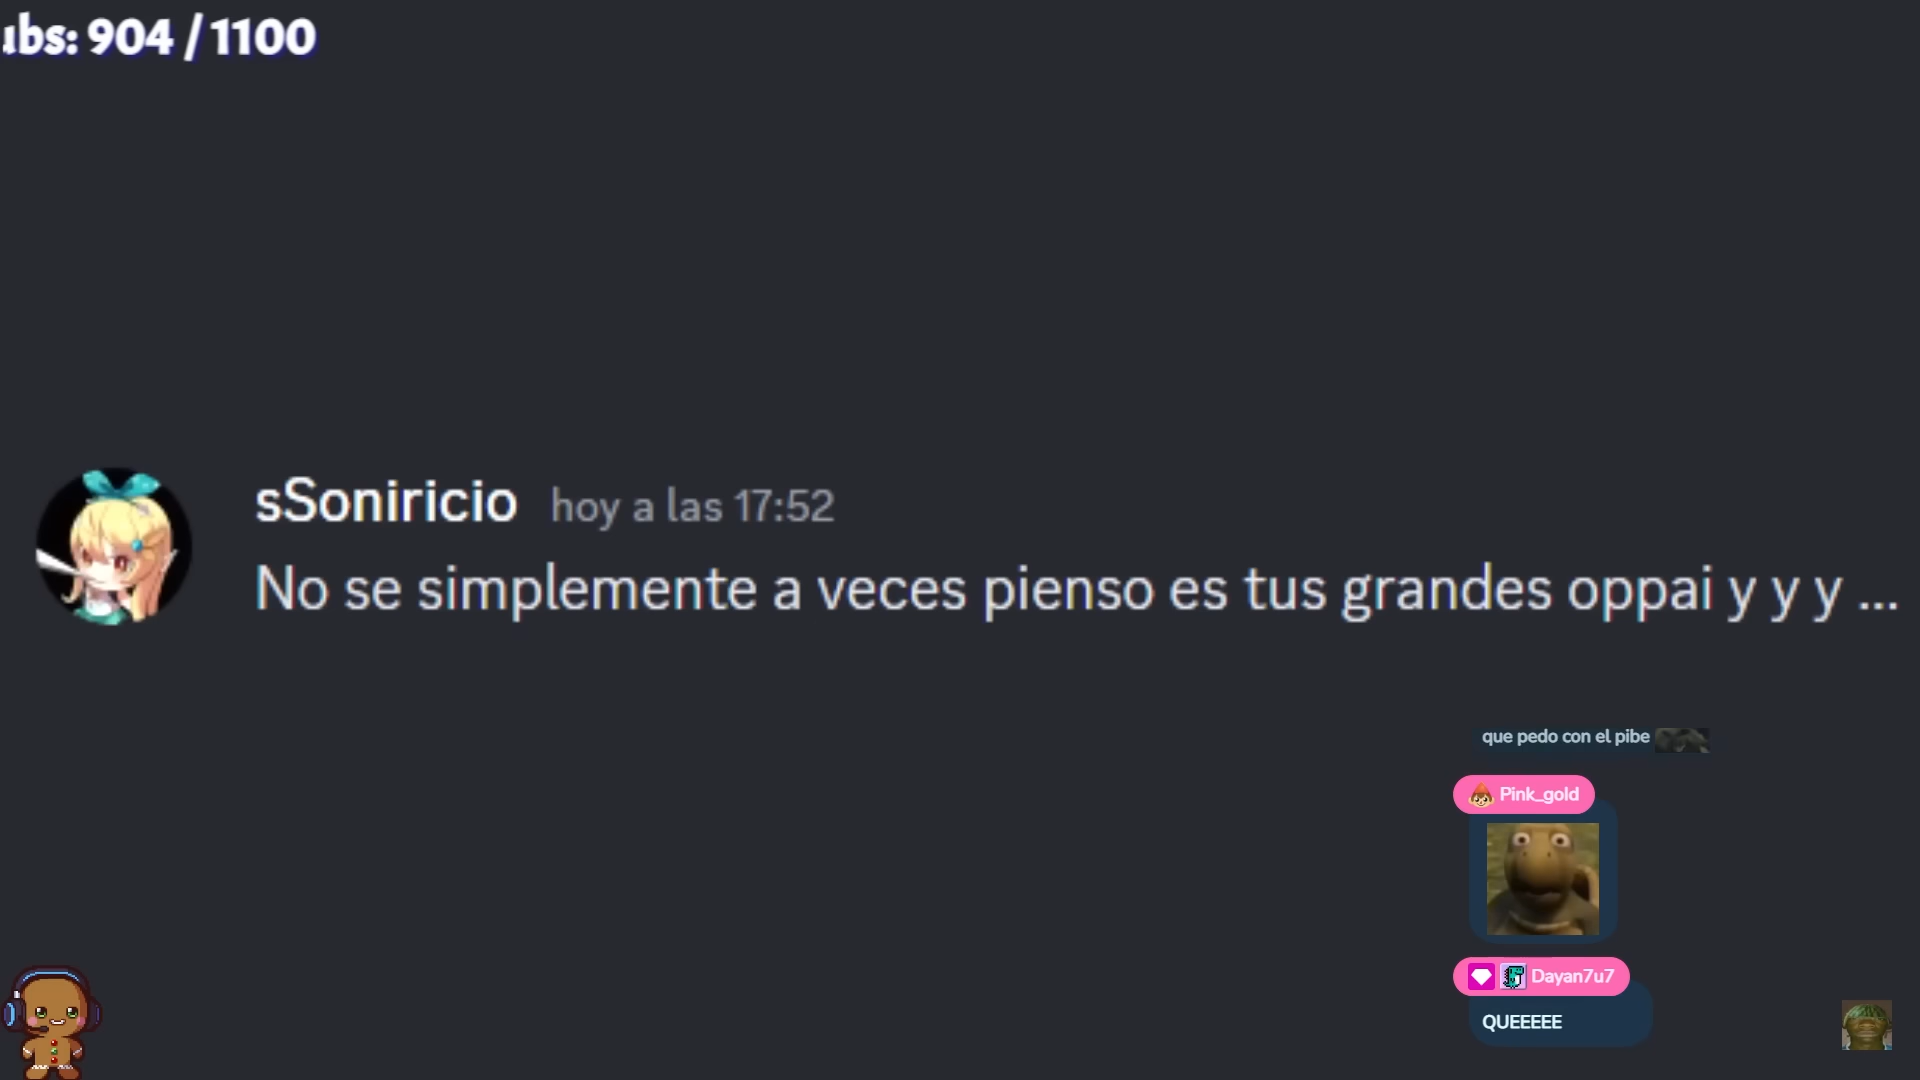 ubs: 904 / 1100
sSoniricio hoy a las 17:52
No se simplemente a veces pienso es tus grandes oppai y y y ...
que pedo con el pibe
Pink_gold
Dayan7u7
QUEEEEE